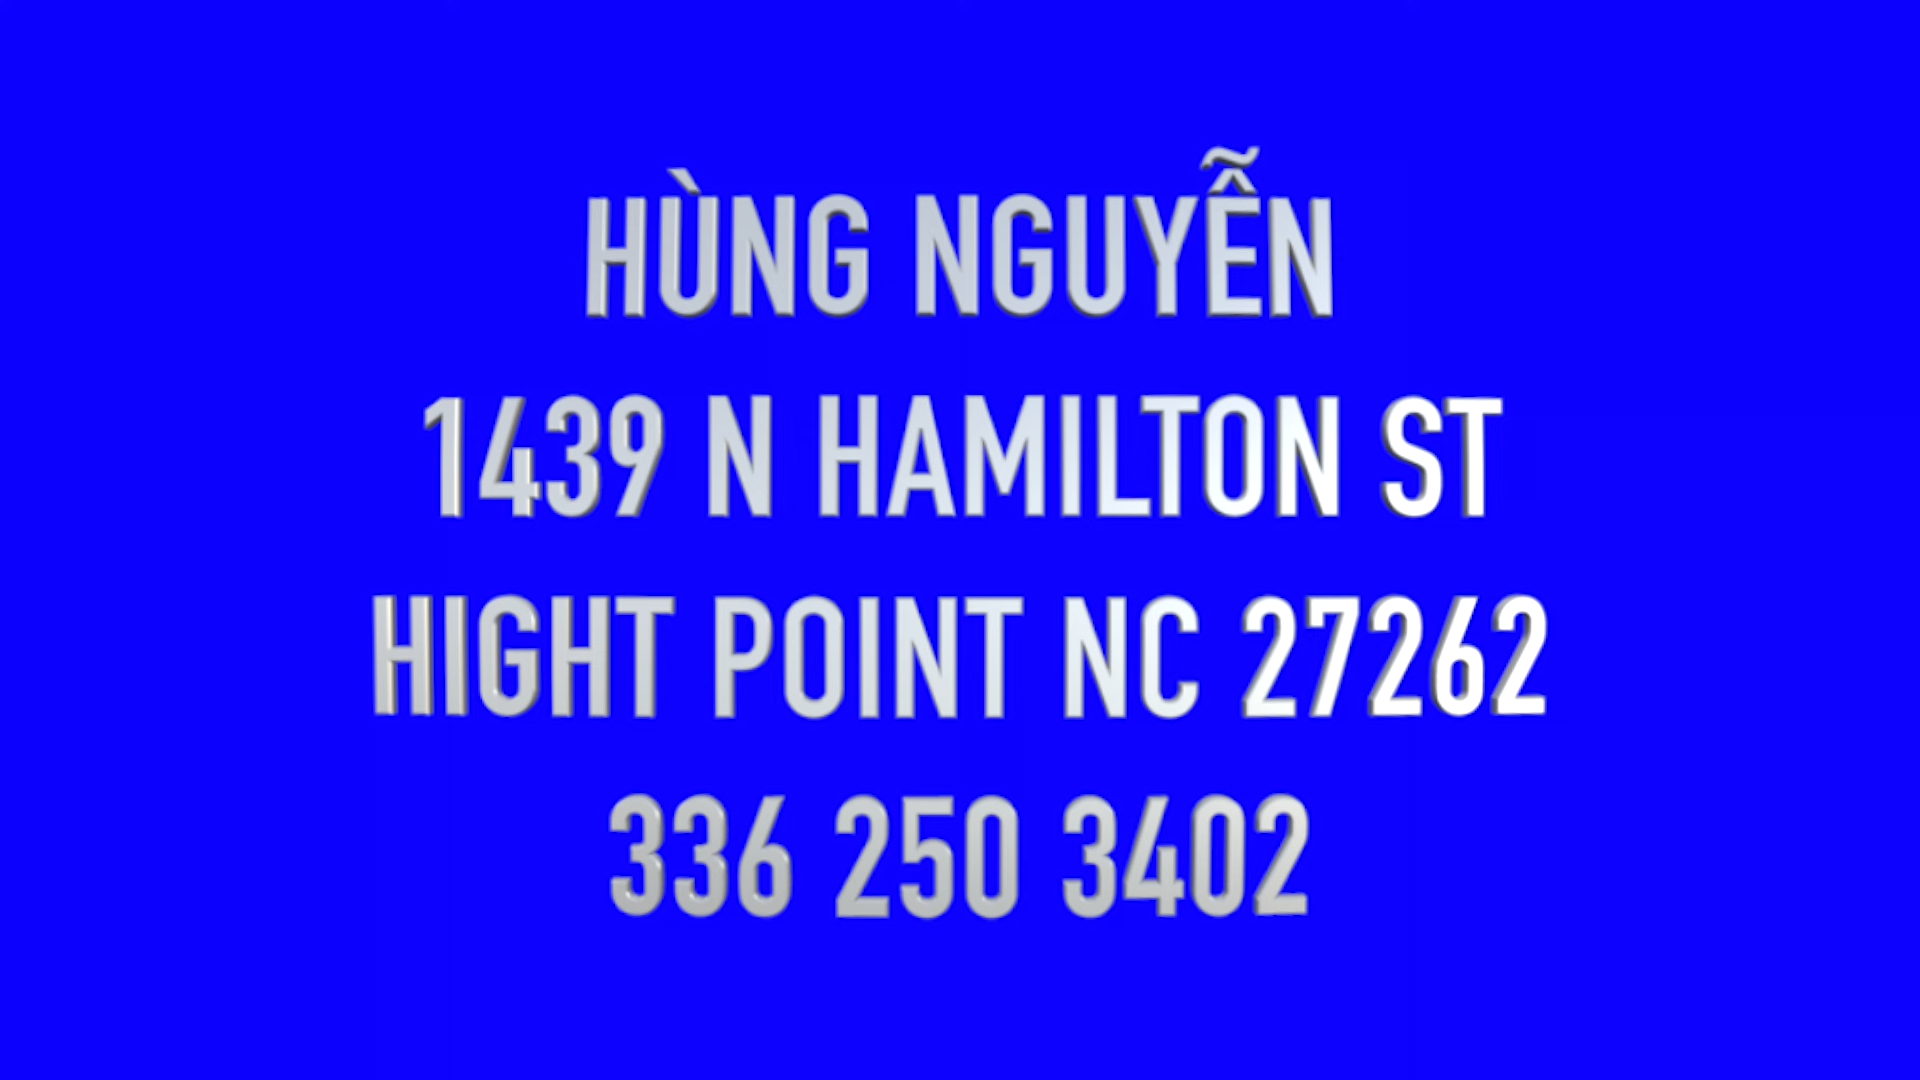 HÙNG NGUYỄN
1439 N HAMILTON ST
HIGHT POINT NC 27262
336 250 3402